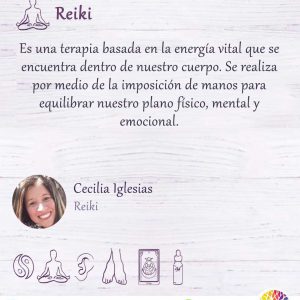 Reiki
Es una terapia basada en la energía vital que se
encuentra dentro de nuestro cuerpo. Se realiza
por medio de la imposición de manos para
equilibrar nuestro plano físico, mental y
emocional.
Cecilia Iglesias
Reiki